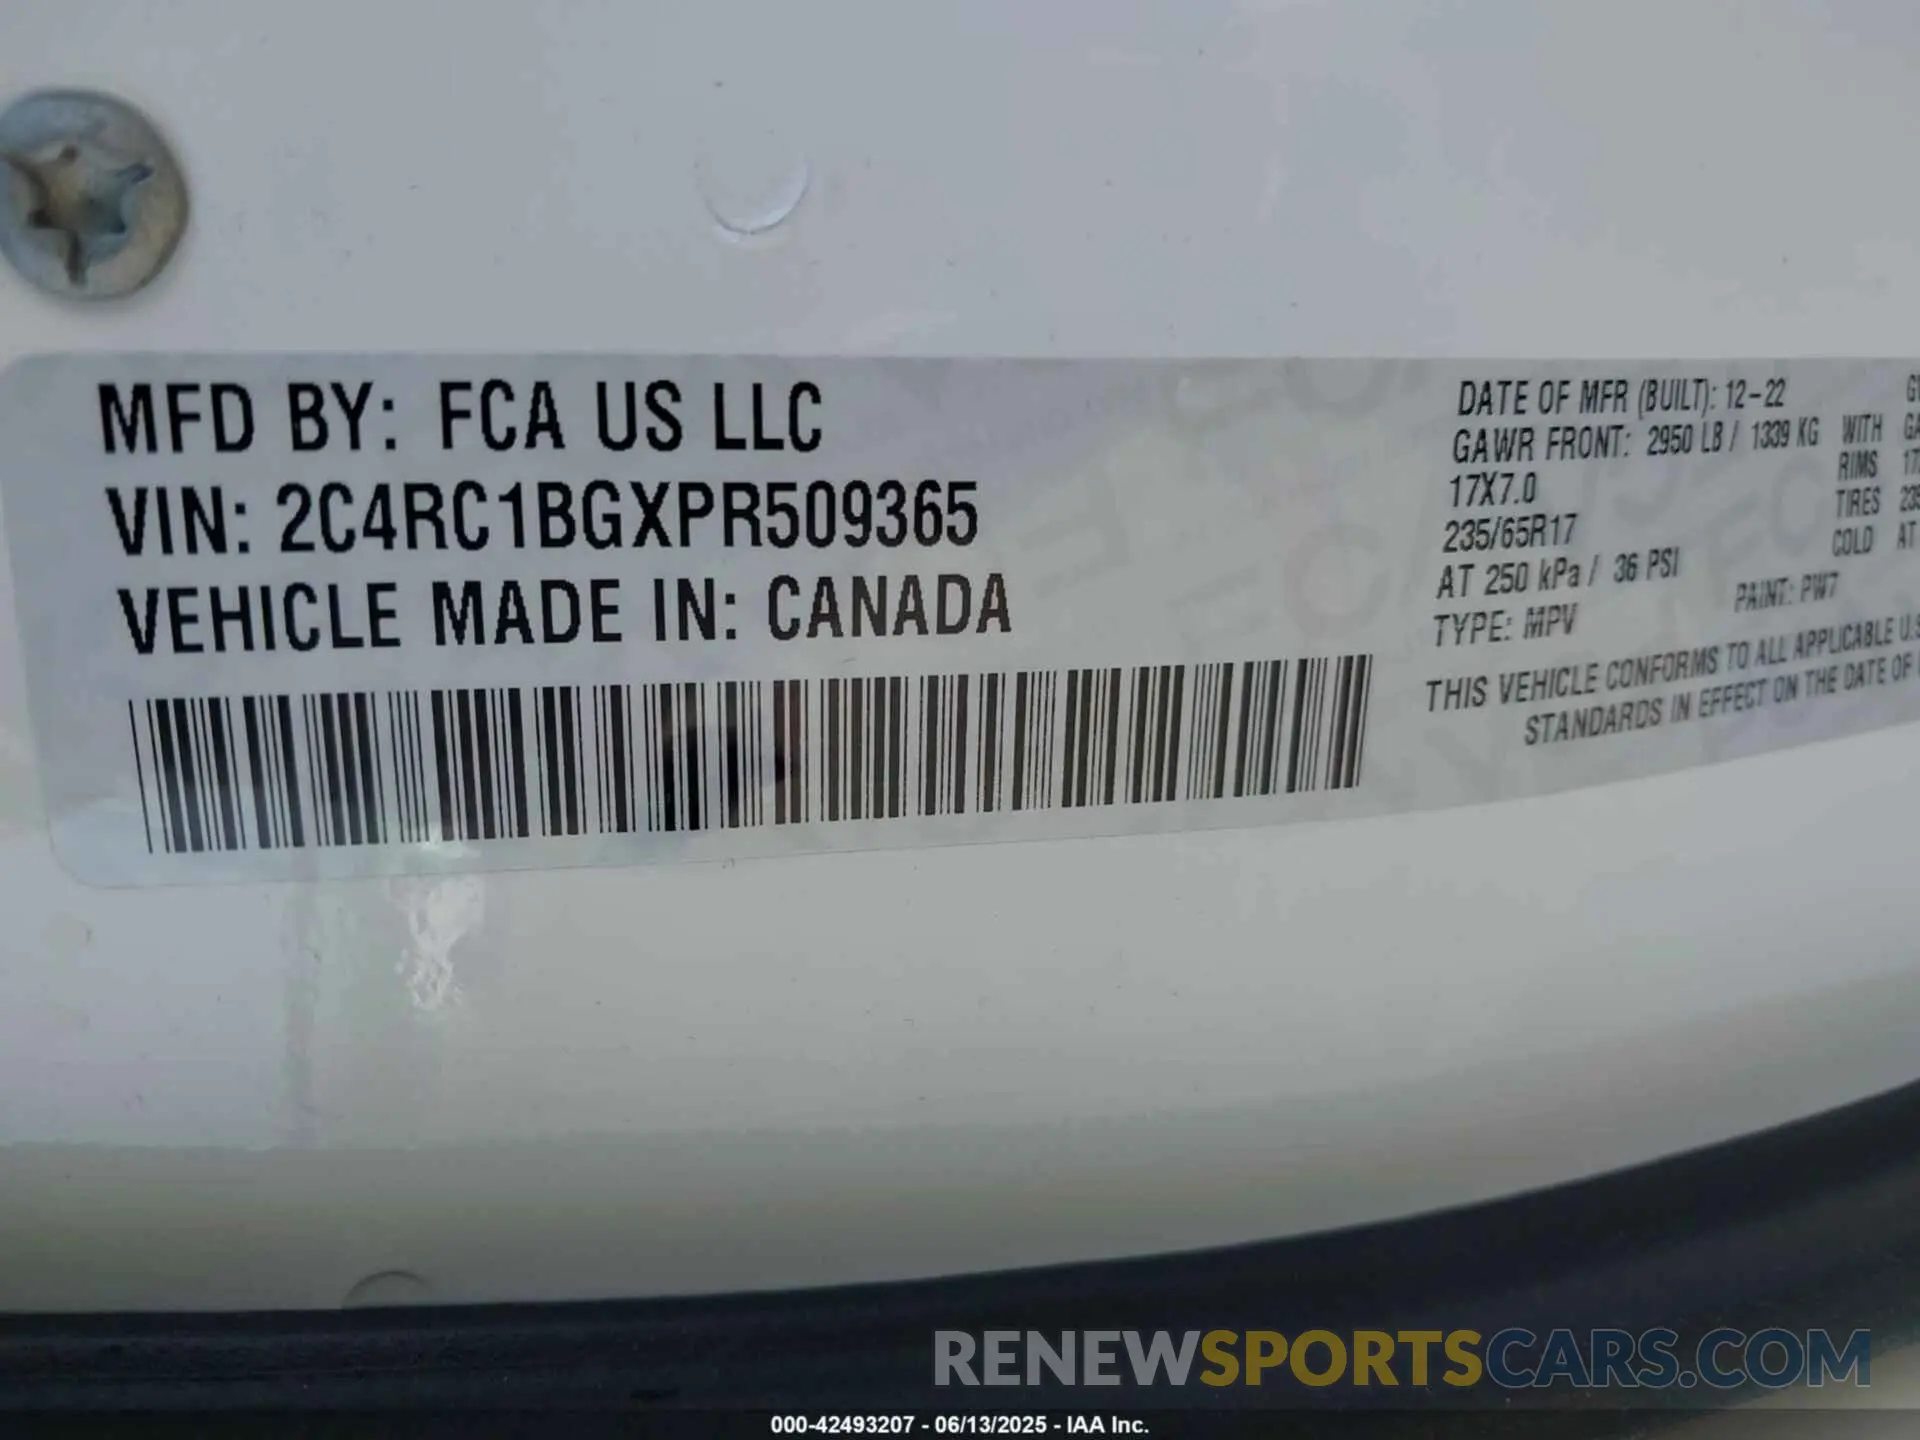 MFD BY: FCA US LLC
VIN: 2C4RC1BGXPR509365
VEHICLE MADE IN: CANADA
DATE OF MFR (BUILT): 12-22
GAWR FRONT: 2950 LB / 1339 KG WITH
17X7.0 RIMS
235/65R17 TIRES
AT 250 kPa / 36 PSI COLD AT
TYPE: MPV PAINT: PW7
THIS VEHICLE CONFORMS TO ALL APPLICABLE U.S
STANDARDS IN EFFECT ON THE DATE OF
RENEWSPORTSCARS.COM
000-42493207 - 06/13/2025 - IAA Inc.